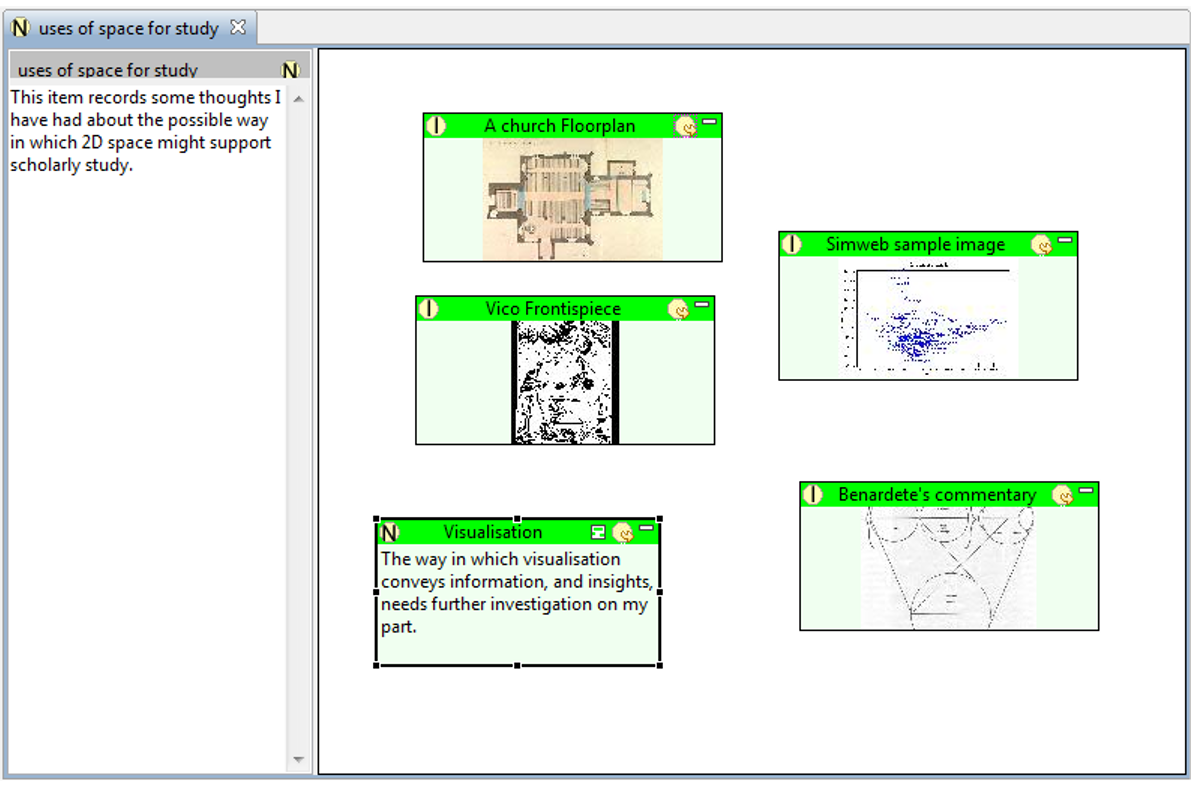 N uses of space for study
uses of space for study N
This item records some thoughts I
have had about the possible way
in which 2D space might support
scholarly study.
I A church Floorplan
I Simweb sample image
I Vico Frontispiece
I Benardete's commentary
N Visualisation
The way in which visualisation
conveys information, and insights,
needs further investigation on my
part.